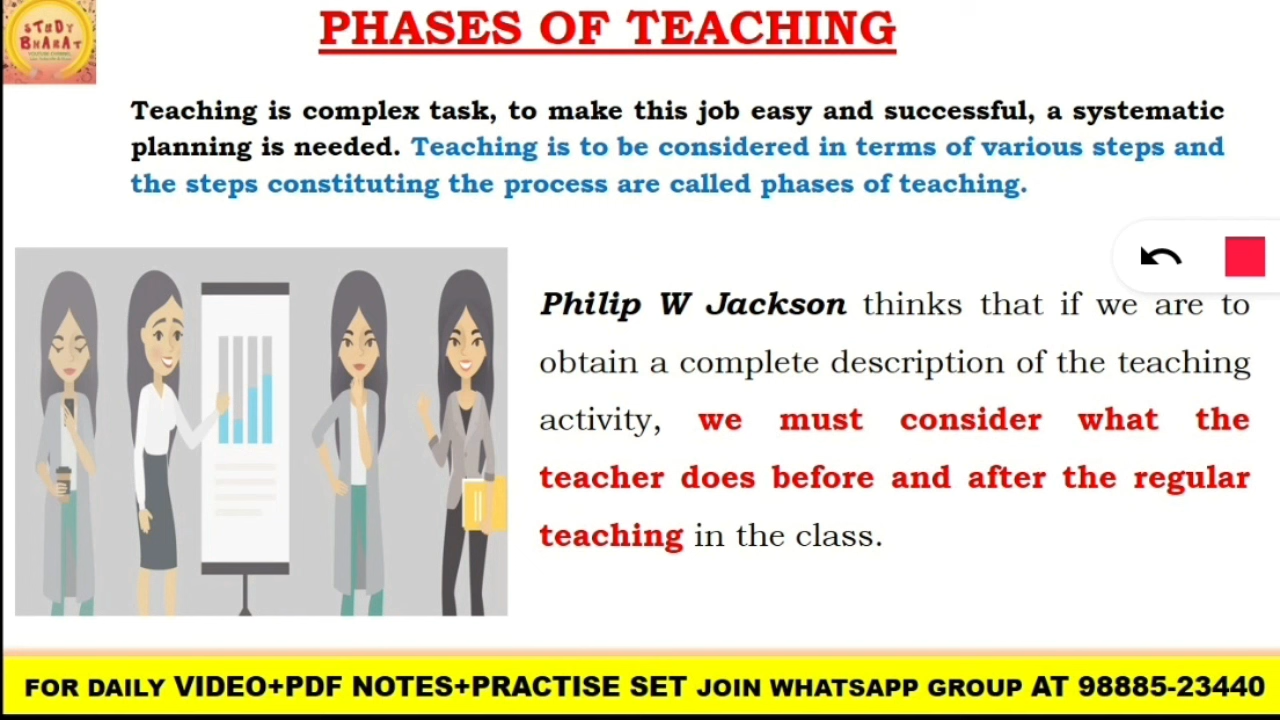 STUDY
BHARAT
YOUTUBE CHANNEL
PHASES OF TEACHING
Teaching is complex task, to make this job easy and successful, a systematic
planning is needed. Teaching is to be considered in terms of various steps and
the steps constituting the process are called phases of teaching.
Philip W Jackson thinks that if we are to
obtain a complete description of the teaching
activity, we must consider what the
teacher does before and after the regular
teaching in the class.
FOR DAILY VIDEO+PDF NOTES+PRACTISE SET JOIN WHATSAPP GROUP AT 98885-23440